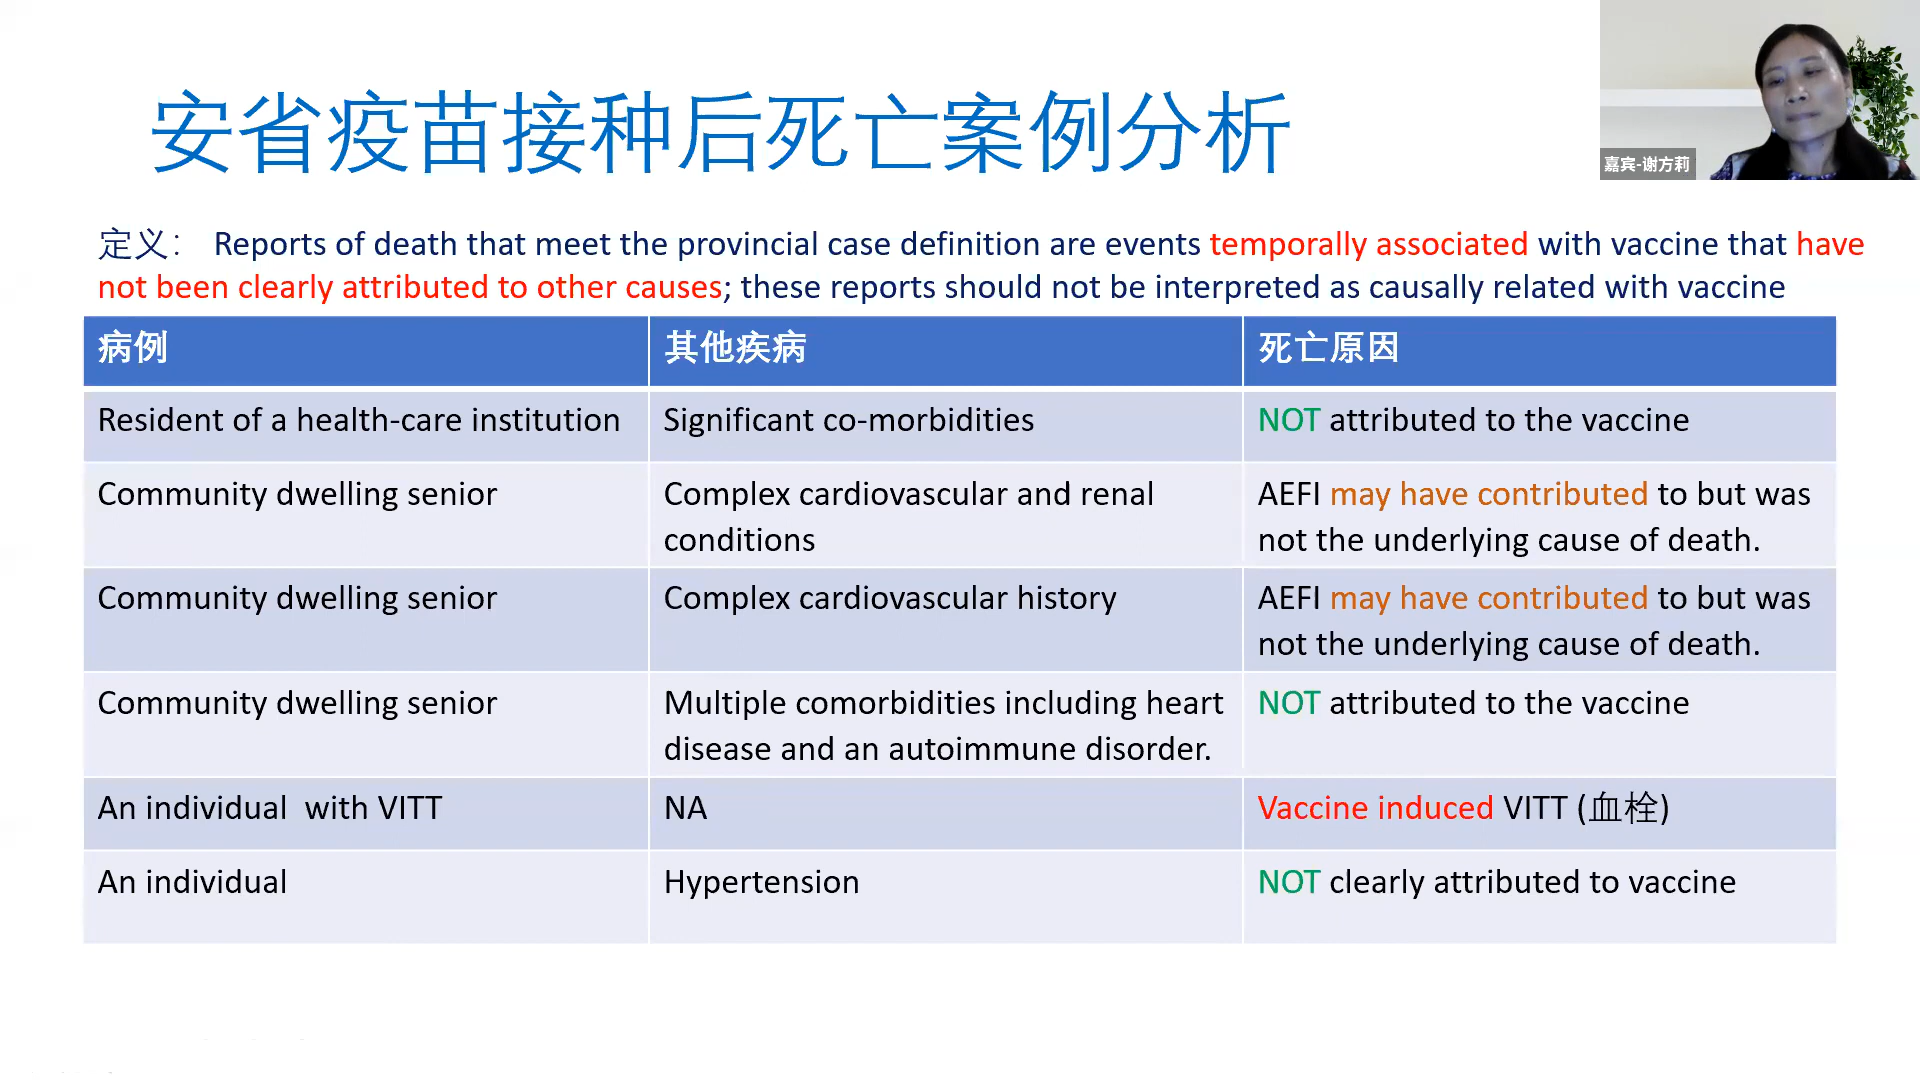 安省疫苗接种后死亡案例分析
嘉宾-谢方莉
定义： Reports of death that meet the provincial case definition are events temporally associated with vaccine that have
not been clearly attributed to other causes; these reports should not be interpreted as causally related with vaccine
病例 其他疾病 死亡原因
Resident of a health-care institution Significant co-morbidities NOT attributed to the vaccine
Community dwelling senior Complex cardiovascular and renal AEFI may have contributed to but was
conditions not the underlying cause of death.
Community dwelling senior Complex cardiovascular history AEFI may have contributed to but was
not the underlying cause of death.
Community dwelling senior Multiple comorbidities including heart NOT attributed to the vaccine
disease and an autoimmune disorder.
An individual with VITT NA Vaccine induced VITT (血栓)
An individual Hypertension NOT clearly attributed to vaccine